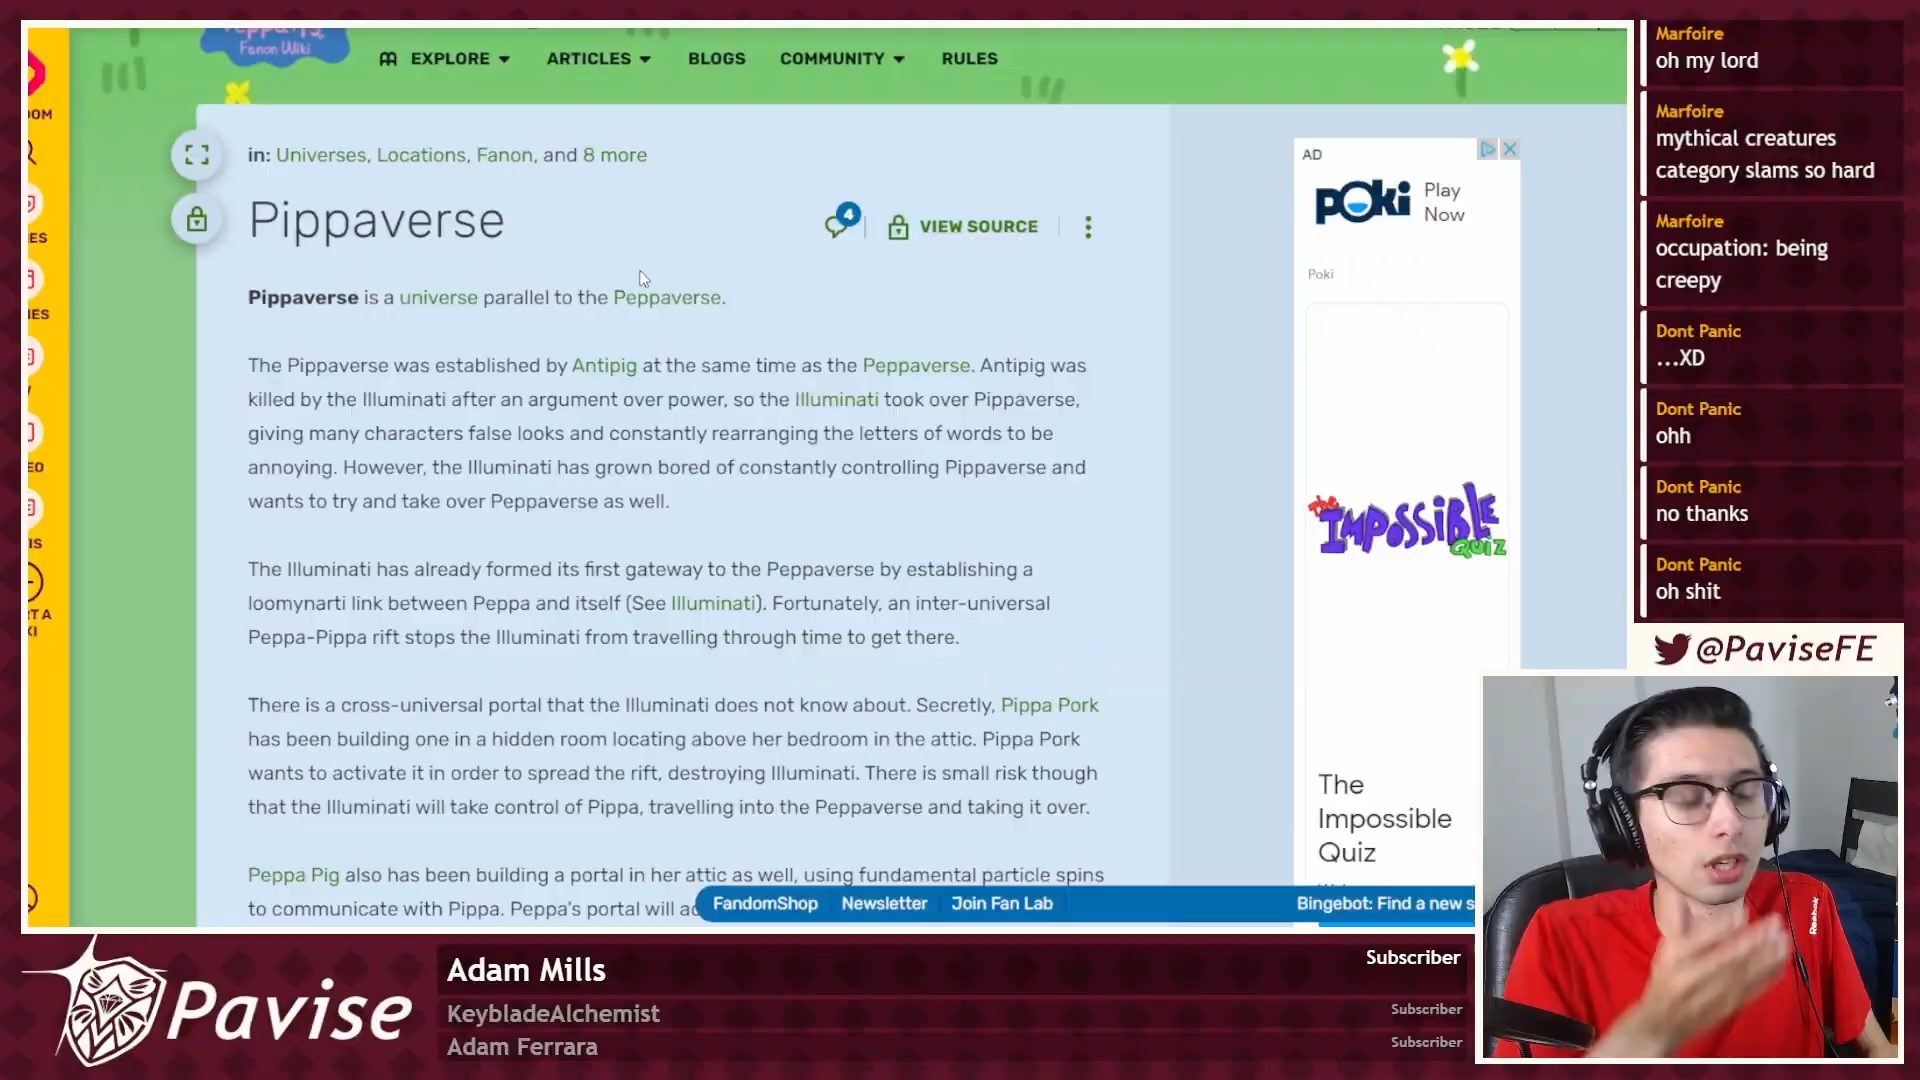 Fanon Wiki
EXPLORE
ARTICLES
BLOGS
COMMUNITY
RULES
in: Universes, Locations, Fanon, and 8 more
Pippaverse
4
VIEW SOURCE
Pippaverse is a universe parallel to the Peppaverse.
The Pippaverse was established by Antipig at the same time as the Peppaverse. Antipig was
killed by the Illuminati after an argument over power, so the Illuminati took over Pippaverse,
giving many characters false looks and constantly rearranging the letters of words to be
annoying. However, the Illuminati has grown bored of constantly controlling Pippaverse and
wants to try and take over Peppaverse as well.
The Illuminati has already formed its first gateway to the Peppaverse by establishing a
loomynarti link between Peppa and itself (See Illuminati). Fortunately, an inter-universal
Peppa-Pippa rift stops the Illuminati from travelling through time to get there.
There is a cross-universal portal that the Illuminati does not know about. Secretly, Pippa Pork
has been building one in a hidden room locating above her bedroom in the attic. Pippa Pork
wants to activate it in order to spread the rift, destroying Illuminati. There is small risk though
that the Illuminati will take control of Pippa, travelling into the Peppaverse and taking it over.
Peppa Pig also has been building a portal in her attic as well, using fundamental particle spins
to communicate with Pippa. Peppa's portal will
FandomShop
Newsletter
Join Fan Lab
Bingebot: Find a new s
AD
POKI
Play
Now
Poki
The
IMPOSSIBLE
QUIZ
The
Impossible
Quiz
Marfoire
oh my lord
Marfoire
mythical creatures
category slams so hard
Marfoire
occupation: being
creepy
Dont Panic
...XD
Dont Panic
ohh
Dont Panic
no thanks
Dont Panic
oh shit
@PaviseFE
Reebok
Pavise
Adam Mills
Subscriber
KeybladeAlchemist
Subscriber
Adam Ferrara
Subscriber